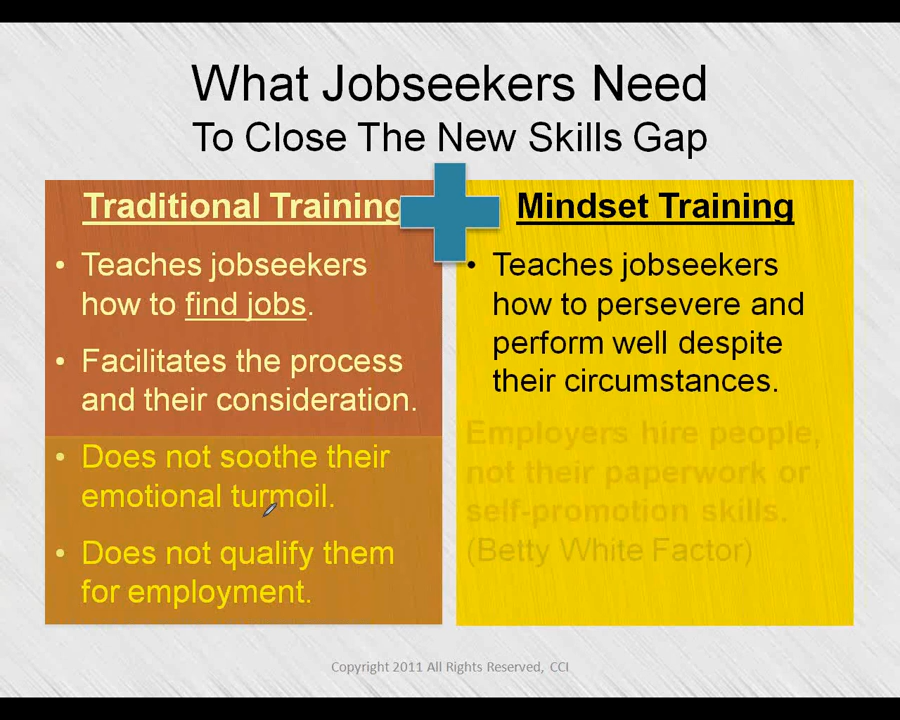 What Jobseekers Need
To Close The New Skills Gap
Traditional Training
• Teaches jobseekers
how to find jobs.
• Facilitates the process
and their consideration.
• Does not soothe their
emotional turmoil.
• Does not qualify them
for employment.
Mindset Training
• Teaches jobseekers
how to persevere and
perform well despite
their circumstances.
Employers hire people,
not their paperwork or
self-promotion skills.
(Betty White Factor)
Copyright 2011 All Rights Reserved, CCI